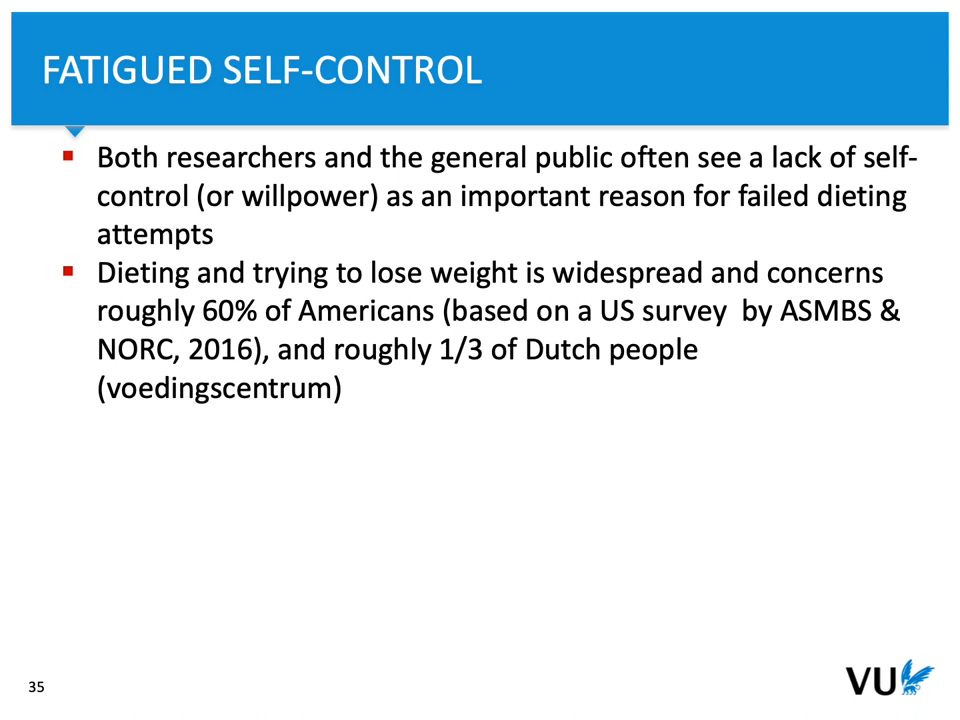 FATIGUED SELF-CONTROL
Both researchers and the general public often see a lack of self-
control (or willpower) as an important reason for failed dieting
attempts
Dieting and trying to lose weight is widespread and concerns
roughly 60% of Americans (based on a US survey  by ASMBS &
NORC, 2016), and roughly 1/3 of Dutch people
(voedingscentrum)
35
VU